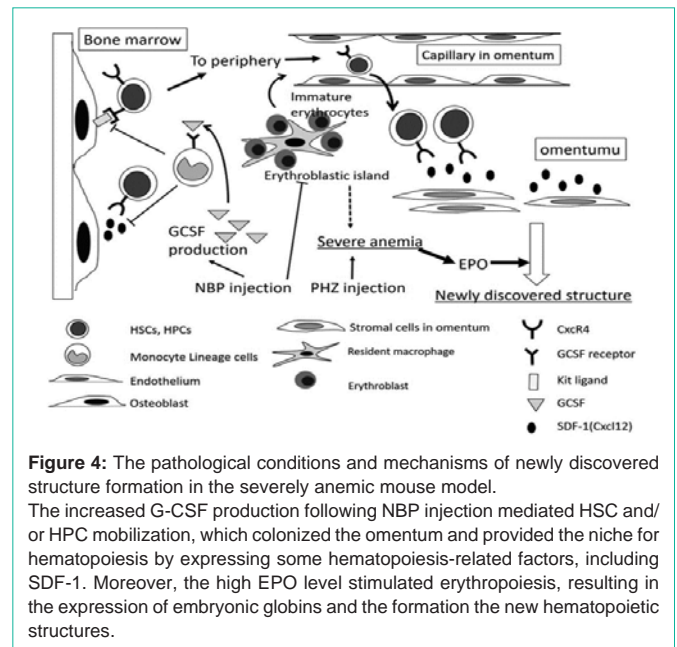 Bone marrow
To periphery
Capillary in omentum
Immature
erythrocytes
Erythroblastic island
omentumu
GCSF
production
NBP injection
Severe anemia
PHZ injection
EPO
Newly discovered structure
HSCs, HPCs
Monocyte Lineage cells
Endothelium
Osteoblast
Stromal cells in omentum
Resident macrophage
Erythroblast
CxcR4
GCSF receptor
Kit ligand
GCSF
SDF-1(Cxcl12)
Figure 4: The pathological conditions and mechanisms of newly discovered
structure formation in the severely anemic mouse model.
The increased G-CSF production following NBP injection mediated HSC and/
or HPC mobilization, which colonized the omentum and provided the niche for
hematopoiesis by expressing some hematopoiesis-related factors, including
SDF-1. Moreover, the high EPO level stimulated erythropoiesis, resulting in
the expression of embryonic globins and the formation the new hematopoietic
structures.